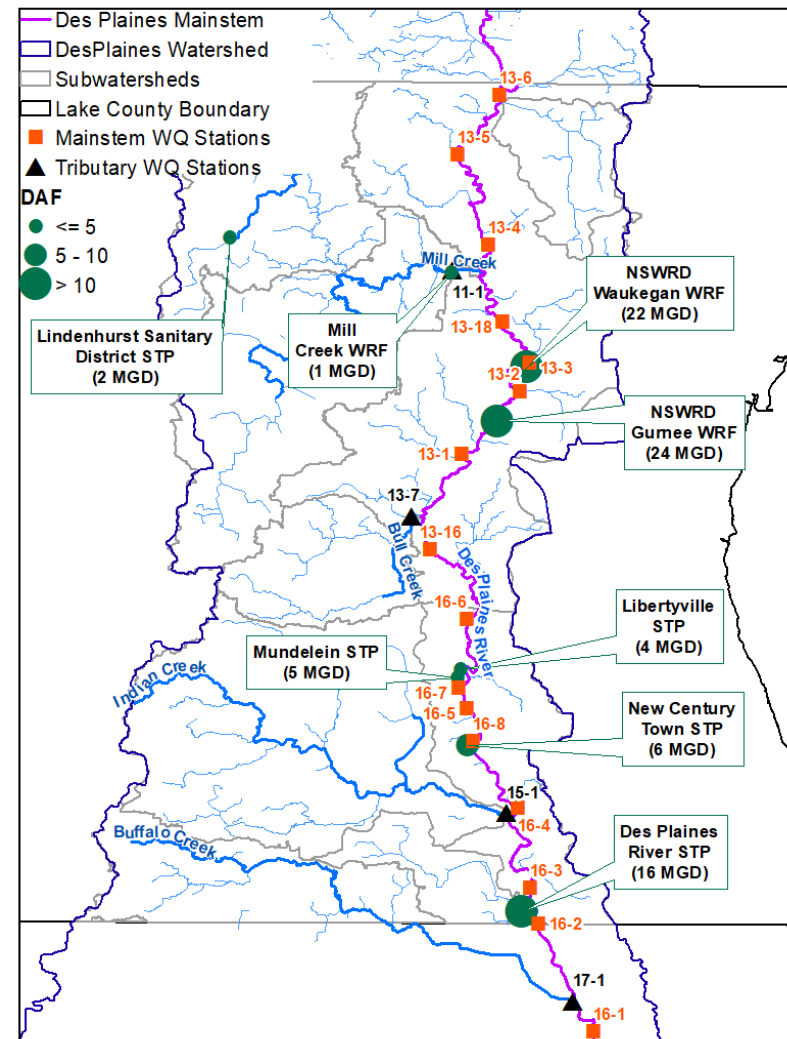 Des Plaines Mainstem
DesPlaines Watershed
Subwatersheds
Lake County Boundary
Mainstem WQ Stations
Tributary WQ Stations
DAF
<= 5
5 - 10
> 10
13-6
13-5
13-4
Mill Creek
11-1
NSWRD
Waukegan WRF
(22 MGD)
Lindenhurst Sanitary
District STP
(2 MGD)
Mill
Creek WRF
(1 MGD)
13-18
13-2
13-3
NSWRD
Gurnee WRF
(24 MGD)
13-1
13-7
13-16
Bull Creek
Des Plaines River
16-6
Libertyville
STP
(4 MGD)
Mundelein STP
(5 MGD)
Indian Creek
16-7
16-5
16-8
New Century
Town STP
(6 MGD)
15-1
16-4
Buffalo Creek
Des Plaines
River STP
(16 MGD)
16-3
16-2
17-1
16-1